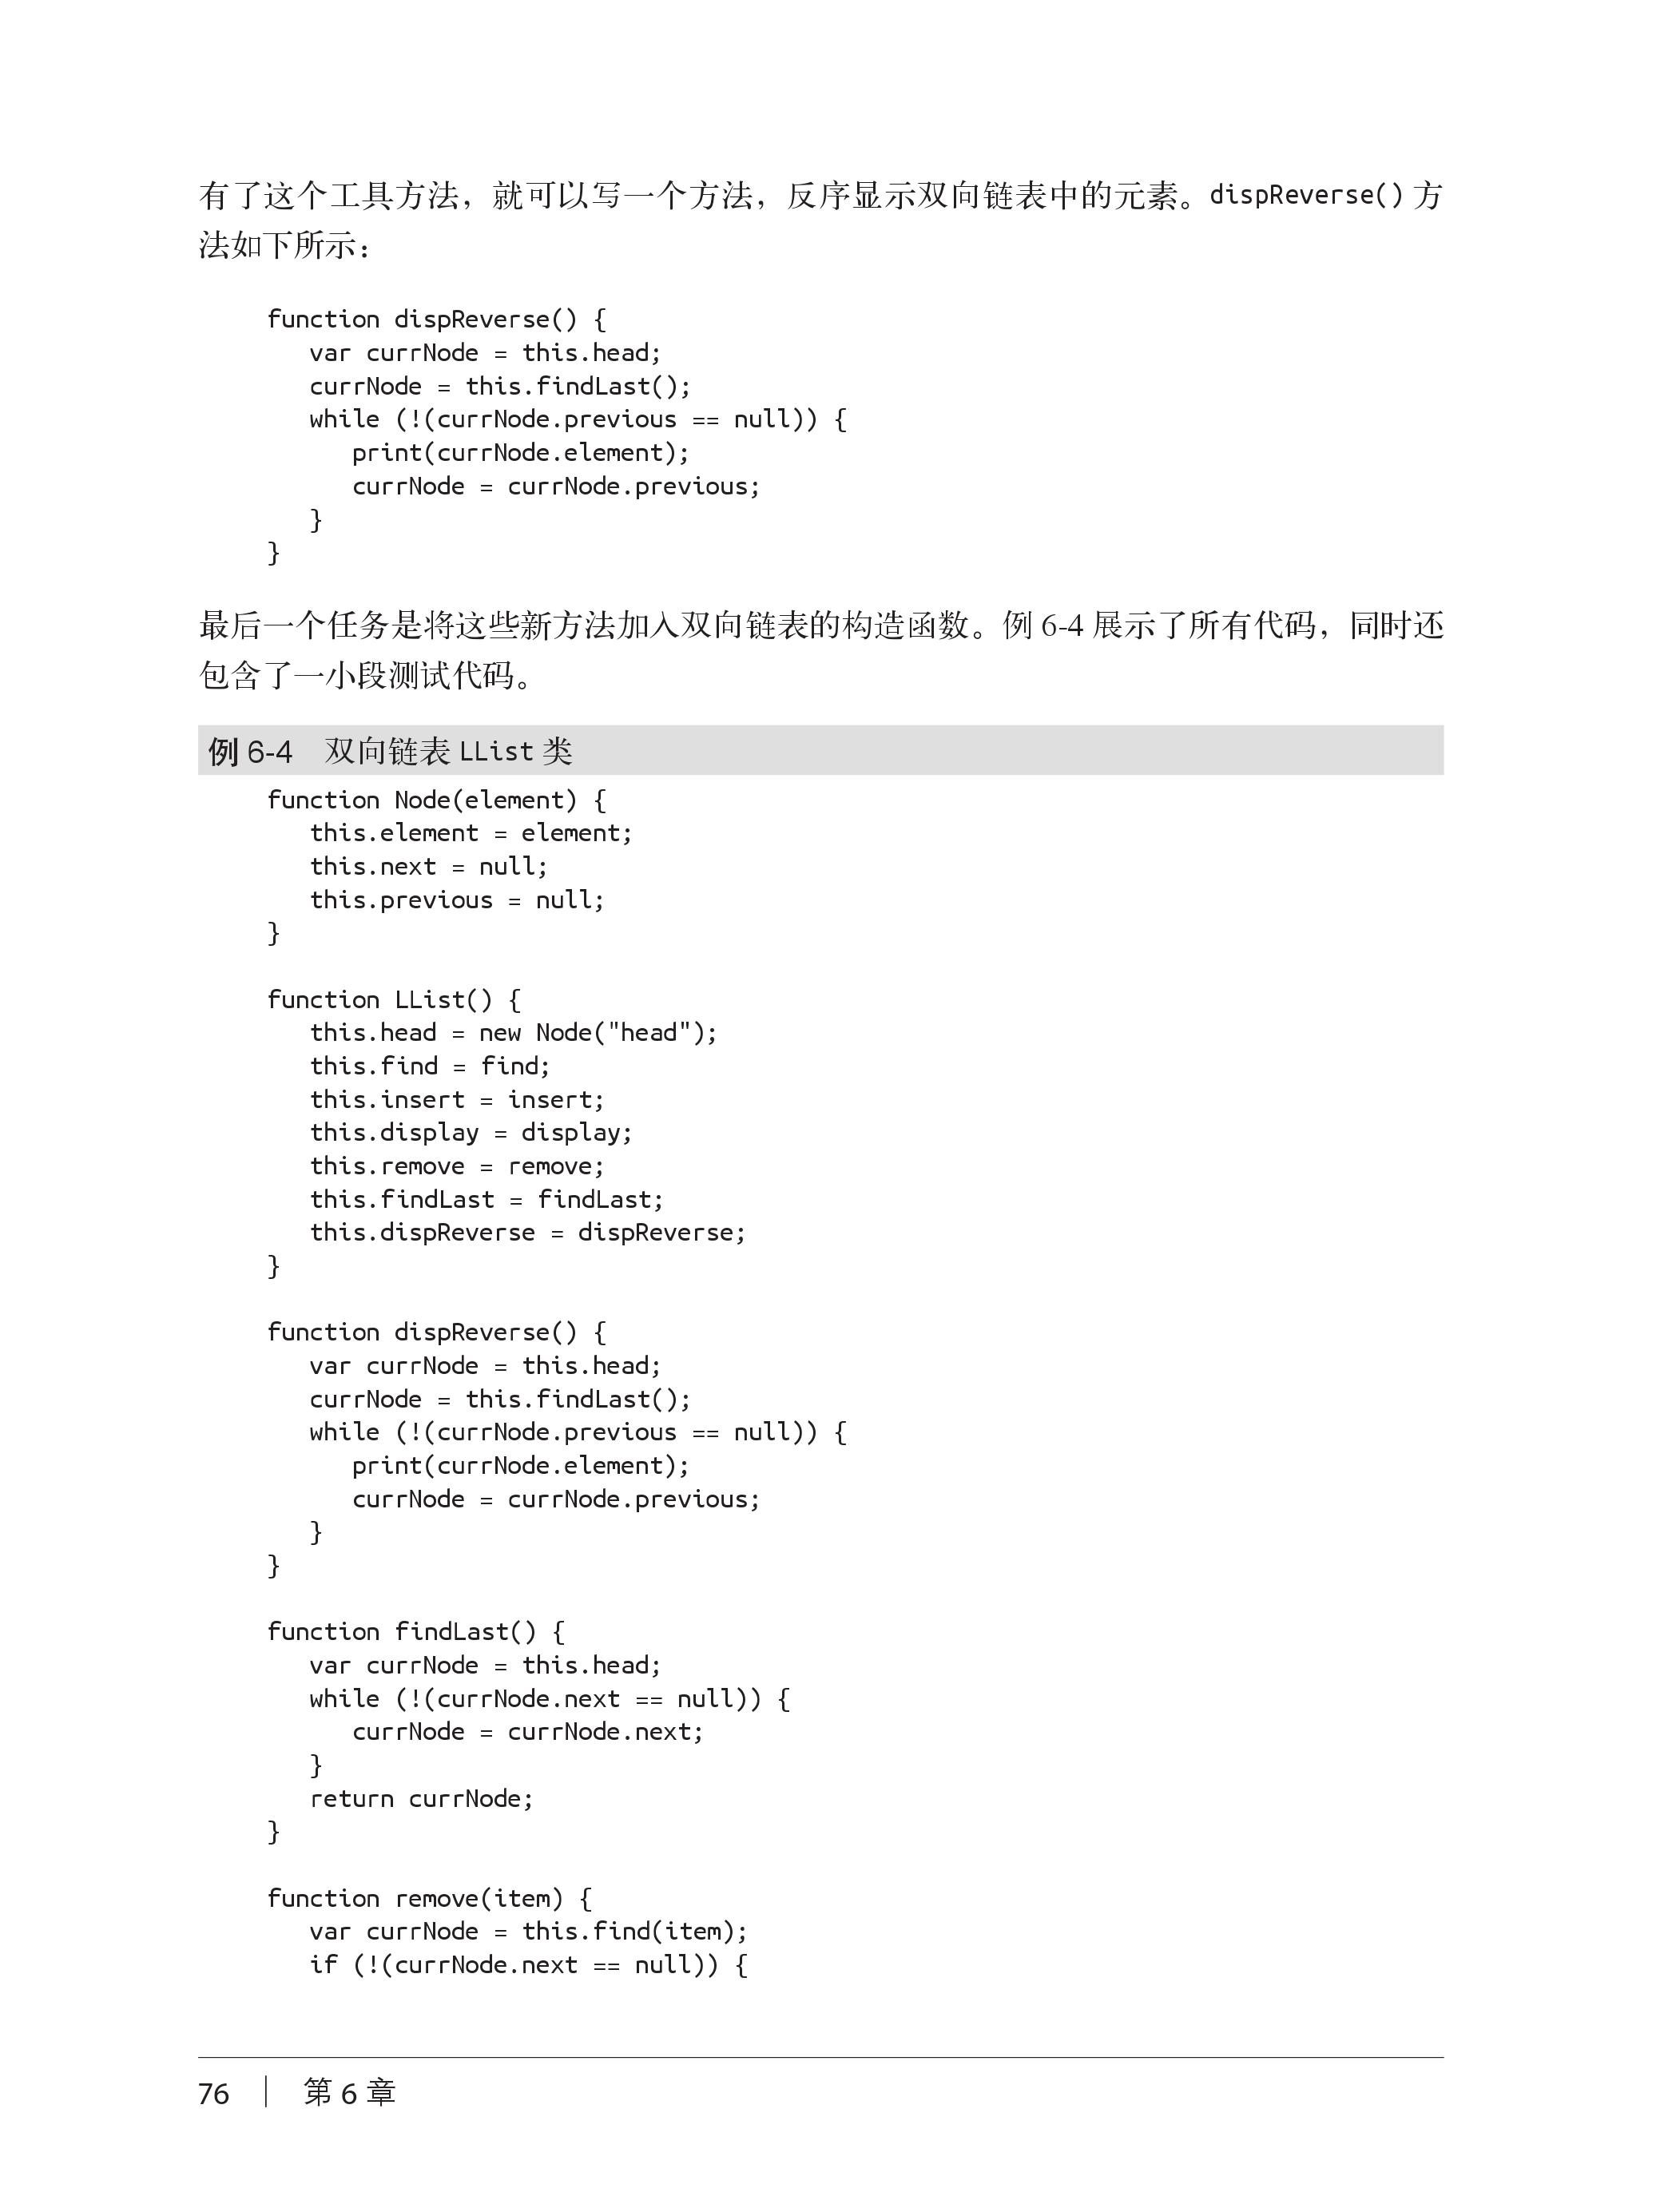 有了这个工具方法，就可以写一个方法，反序显示双向链表中的元素。dispReverse() 方
法如下所示：
function dispReverse() {
   var currNode = this.head;
   currNode = this.findLast();
   while (!(currNode.previous == null)) {
      print(currNode.element);
      currNode = currNode.previous;
   }
}
最后一个任务是将这些新方法加入双向链表的构造函数。例 6-4 展示了所有代码，同时还
包含了一小段测试代码。
例 6-4　双向链表 LList 类
function Node(element) {
   this.element = element;
   this.next = null;
   this.previous = null;
}
function LList() {
   this.head = new Node("head");
   this.find = find;
   this.insert = insert;
   this.display = display;
   this.remove = remove;
   this.findLast = findLast;
   this.dispReverse = dispReverse;
}
function dispReverse() {
   var currNode = this.head;
   currNode = this.findLast();
   while (!(currNode.previous == null)) {
      print(currNode.element);
      currNode = currNode.previous;
   }
}
function findLast() {
   var currNode = this.head;
   while (!(currNode.next == null)) {
      currNode = currNode.next;
   }
   return currNode;
}
function remove(item) {
   var currNode = this.find(item);
   if (!(currNode.next == null)) {
76 ｜ 第 6 章